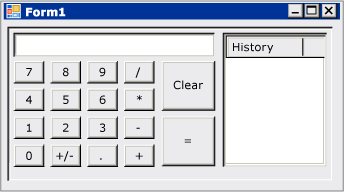 Form1
History
7 8 9 / Clear
4 5 6 *
1 2 3 - =
0 +/- . +